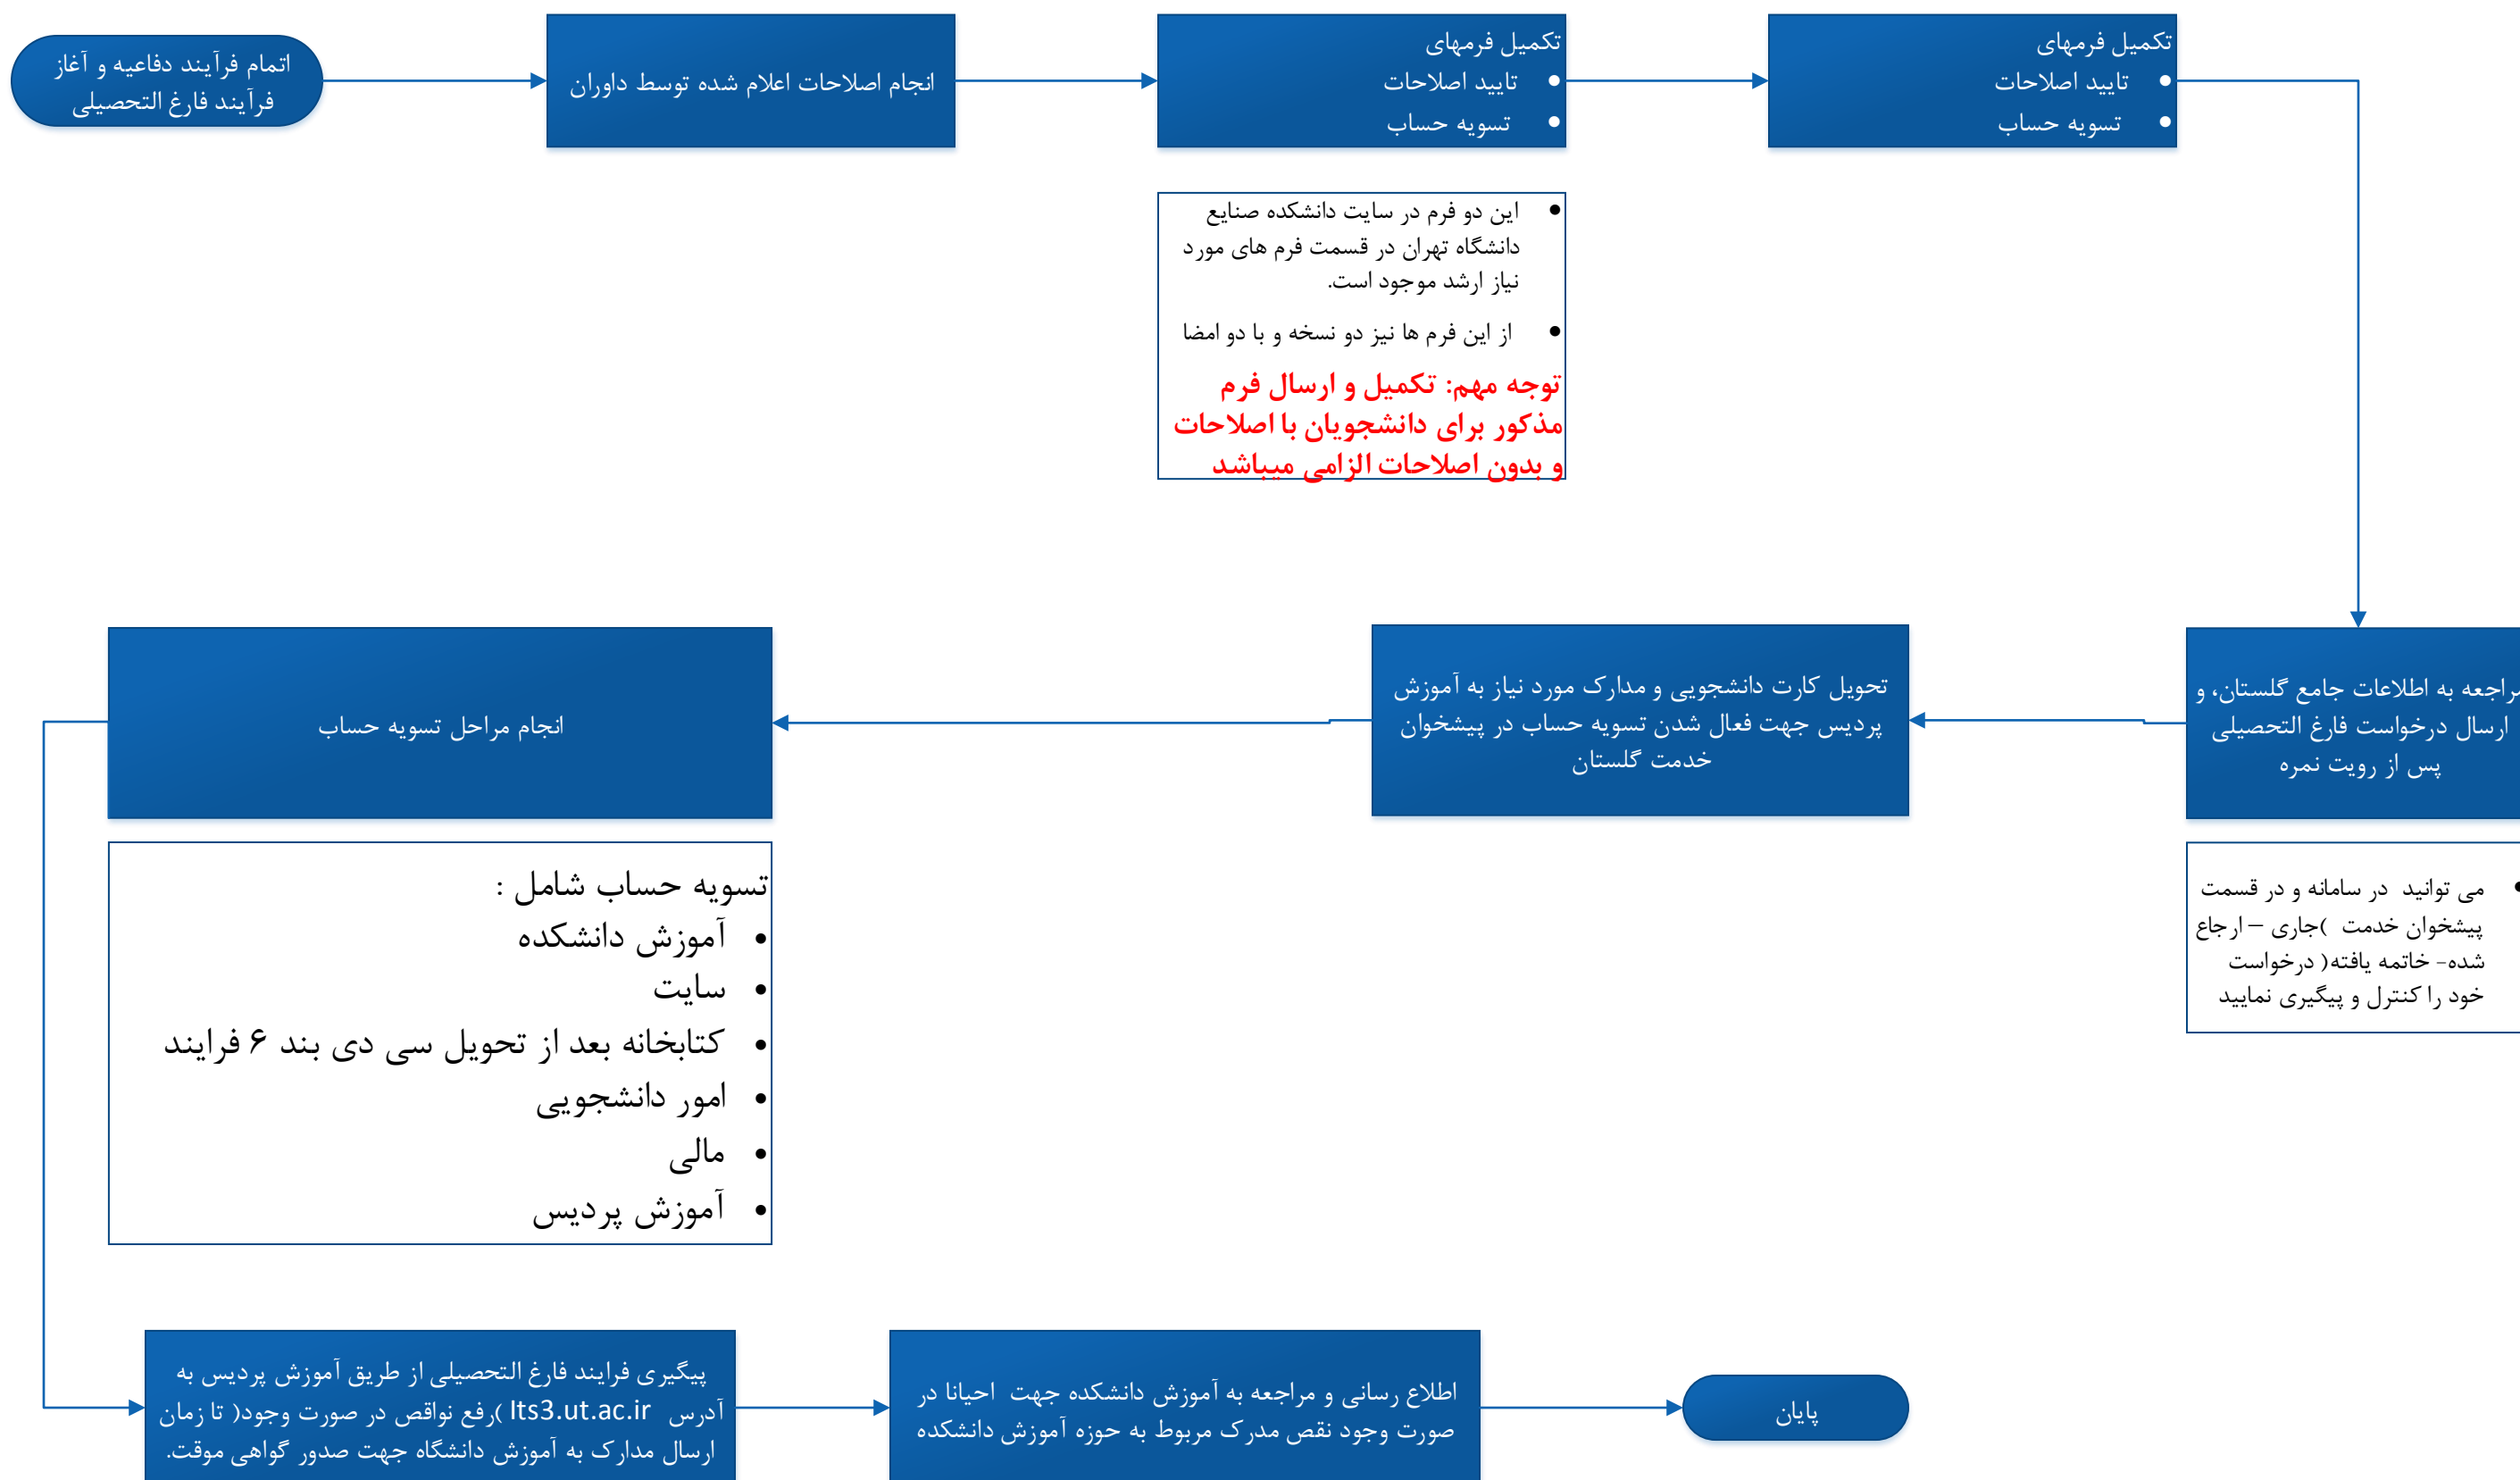 اتمام فرآیند دفاعیه و آغاز
فرآیند فارغ التحصیلی
انجام اصلاحات اعلام شده توسط داوران
تکمیل فرمهای
• تایید اصلاحات
• تسویه حساب
تکمیل فرمهای
• تایید اصلاحات
• تسویه حساب
• این دو فرم در سایت دانشکده صنایع
دانشگاه تهران در قسمت فرم های مورد
نیاز ارشد موجود است.
• از این فرم ها نیز دو نسخه و با دو امضا
توجه مهم: تکمیل و ارسال فرم
مذکور برای دانشجویان با اصلاحات
و بدون اصلاحات الزامی میباشد
مراجعه به اطلاعات جامع گلستان، و
ارسال درخواست فارغ التحصیلی
پس از رویت نمره
• می توانید در سامانه و در قسمت
پیشخوان خدمت )جاری – ارجاع
شده- خاتمه یافته( درخواست
خود را کنترل و پیگیری نمایید
تحویل کارت دانشجویی و مدارک مورد نیاز به آموزش
پردیس جهت فعال شدن تسویه حساب در پیشخوان
خدمت گلستان
انجام مراحل تسویه حساب
تسویه حساب شامل :
• آموزش دانشکده
• سایت
• کتابخانه بعد از تحویل سی دی بند ۶ فرایند
• امور دانشجویی
• مالی
• آموزش پردیس
پیگیری فرایند فارغ التحصیلی از طریق آموزش پردیس به
آدرس lts3.ut.ac.ir )رفع نواقص در صورت وجود( تا زمان
ارسال مدارک به آموزش دانشگاه جهت صدور گواهی موقت.
اطلاع رسانی و مراجعه به آموزش دانشکده جهت احیانا در
صورت وجود نقص مدرک مربوط به حوزه آموزش دانشکده
پایان